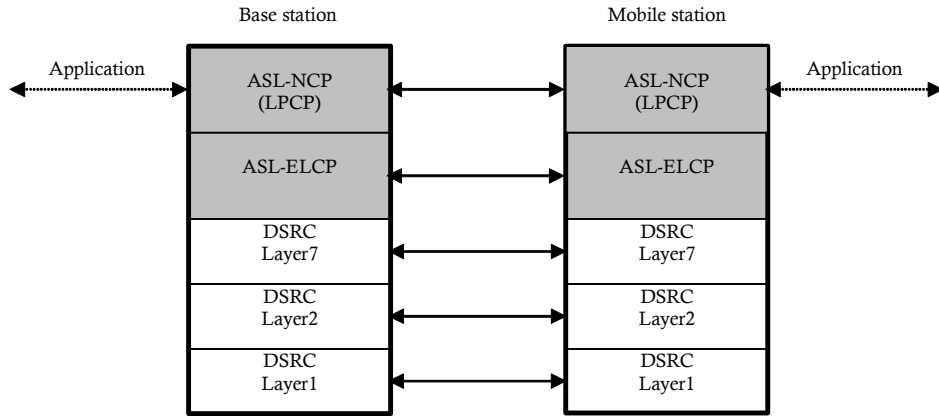 Base station
Mobile station
Application
ASL-NCP
(LPCP)
ASL-NCP
(LPCP)
Application
ASL-ELCP
ASL-ELCP
DSRC
Layer7
DSRC
Layer7
DSRC
Layer2
DSRC
Layer2
DSRC
Layer1
DSRC
Layer1